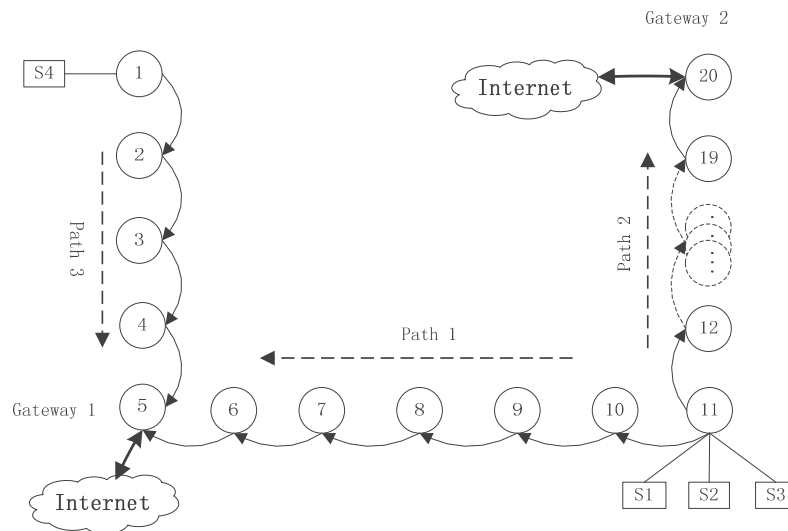 Gateway 2
S4
1
Internet
20
2
19
Path 3
3
Path 2
4
12
Path 1
Gateway 1
5
6
7
8
9
10
11
Internet
S1
S2
S3